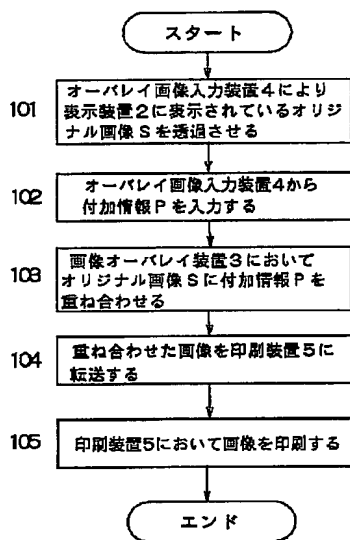 スタート
101
オーバレイ画像入力装置4により
表示装置2に表示されているオリジ
ナル画像Sを透過させる
102
オーバレイ画像入力装置4から
付加情報Pを入力する
103
画像オーバレイ装置3において
オリジナル画像Sに付加情報Pを
重ね合わせる
104
重ね合わせた画像を印刷装置5に
転送する
105
印刷装置5において画像を印刷する
エンド